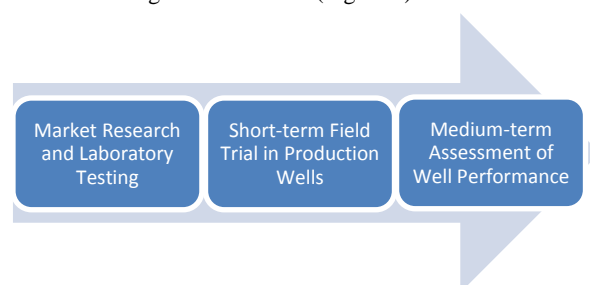 Market Research
and Laboratory
Testing
Short-term Field
Trial in Production
Wells
Medium-term
Assessment of
Well Performance